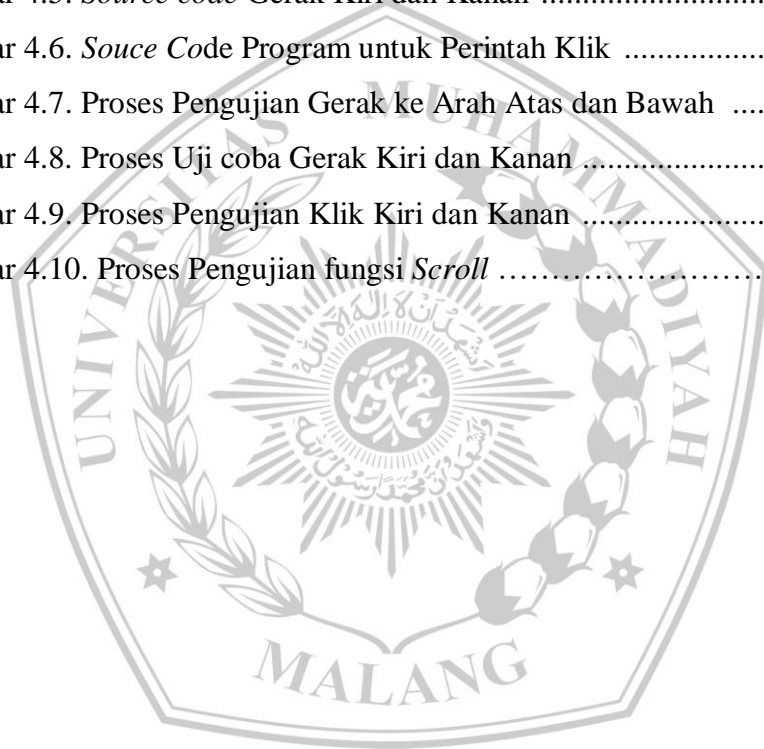 ar 4.5. Source code Gerak Kiri dan Kanan ............................
ar 4.6. Souce Code Program untuk Perintah Klik ..................
ar 4.7. Proses Pengujian Gerak ke Arah Atas dan Bawah ....
ar 4.8. Proses Uji coba Gerak Kiri dan Kanan .......................
ar 4.9. Proses Pengujian Klik Kiri dan Kanan .......................
ar 4.10. Proses Pengujian fungsi Scroll ……………………….
UNIVERSITAS MUHAMMADIYAH
MALANG